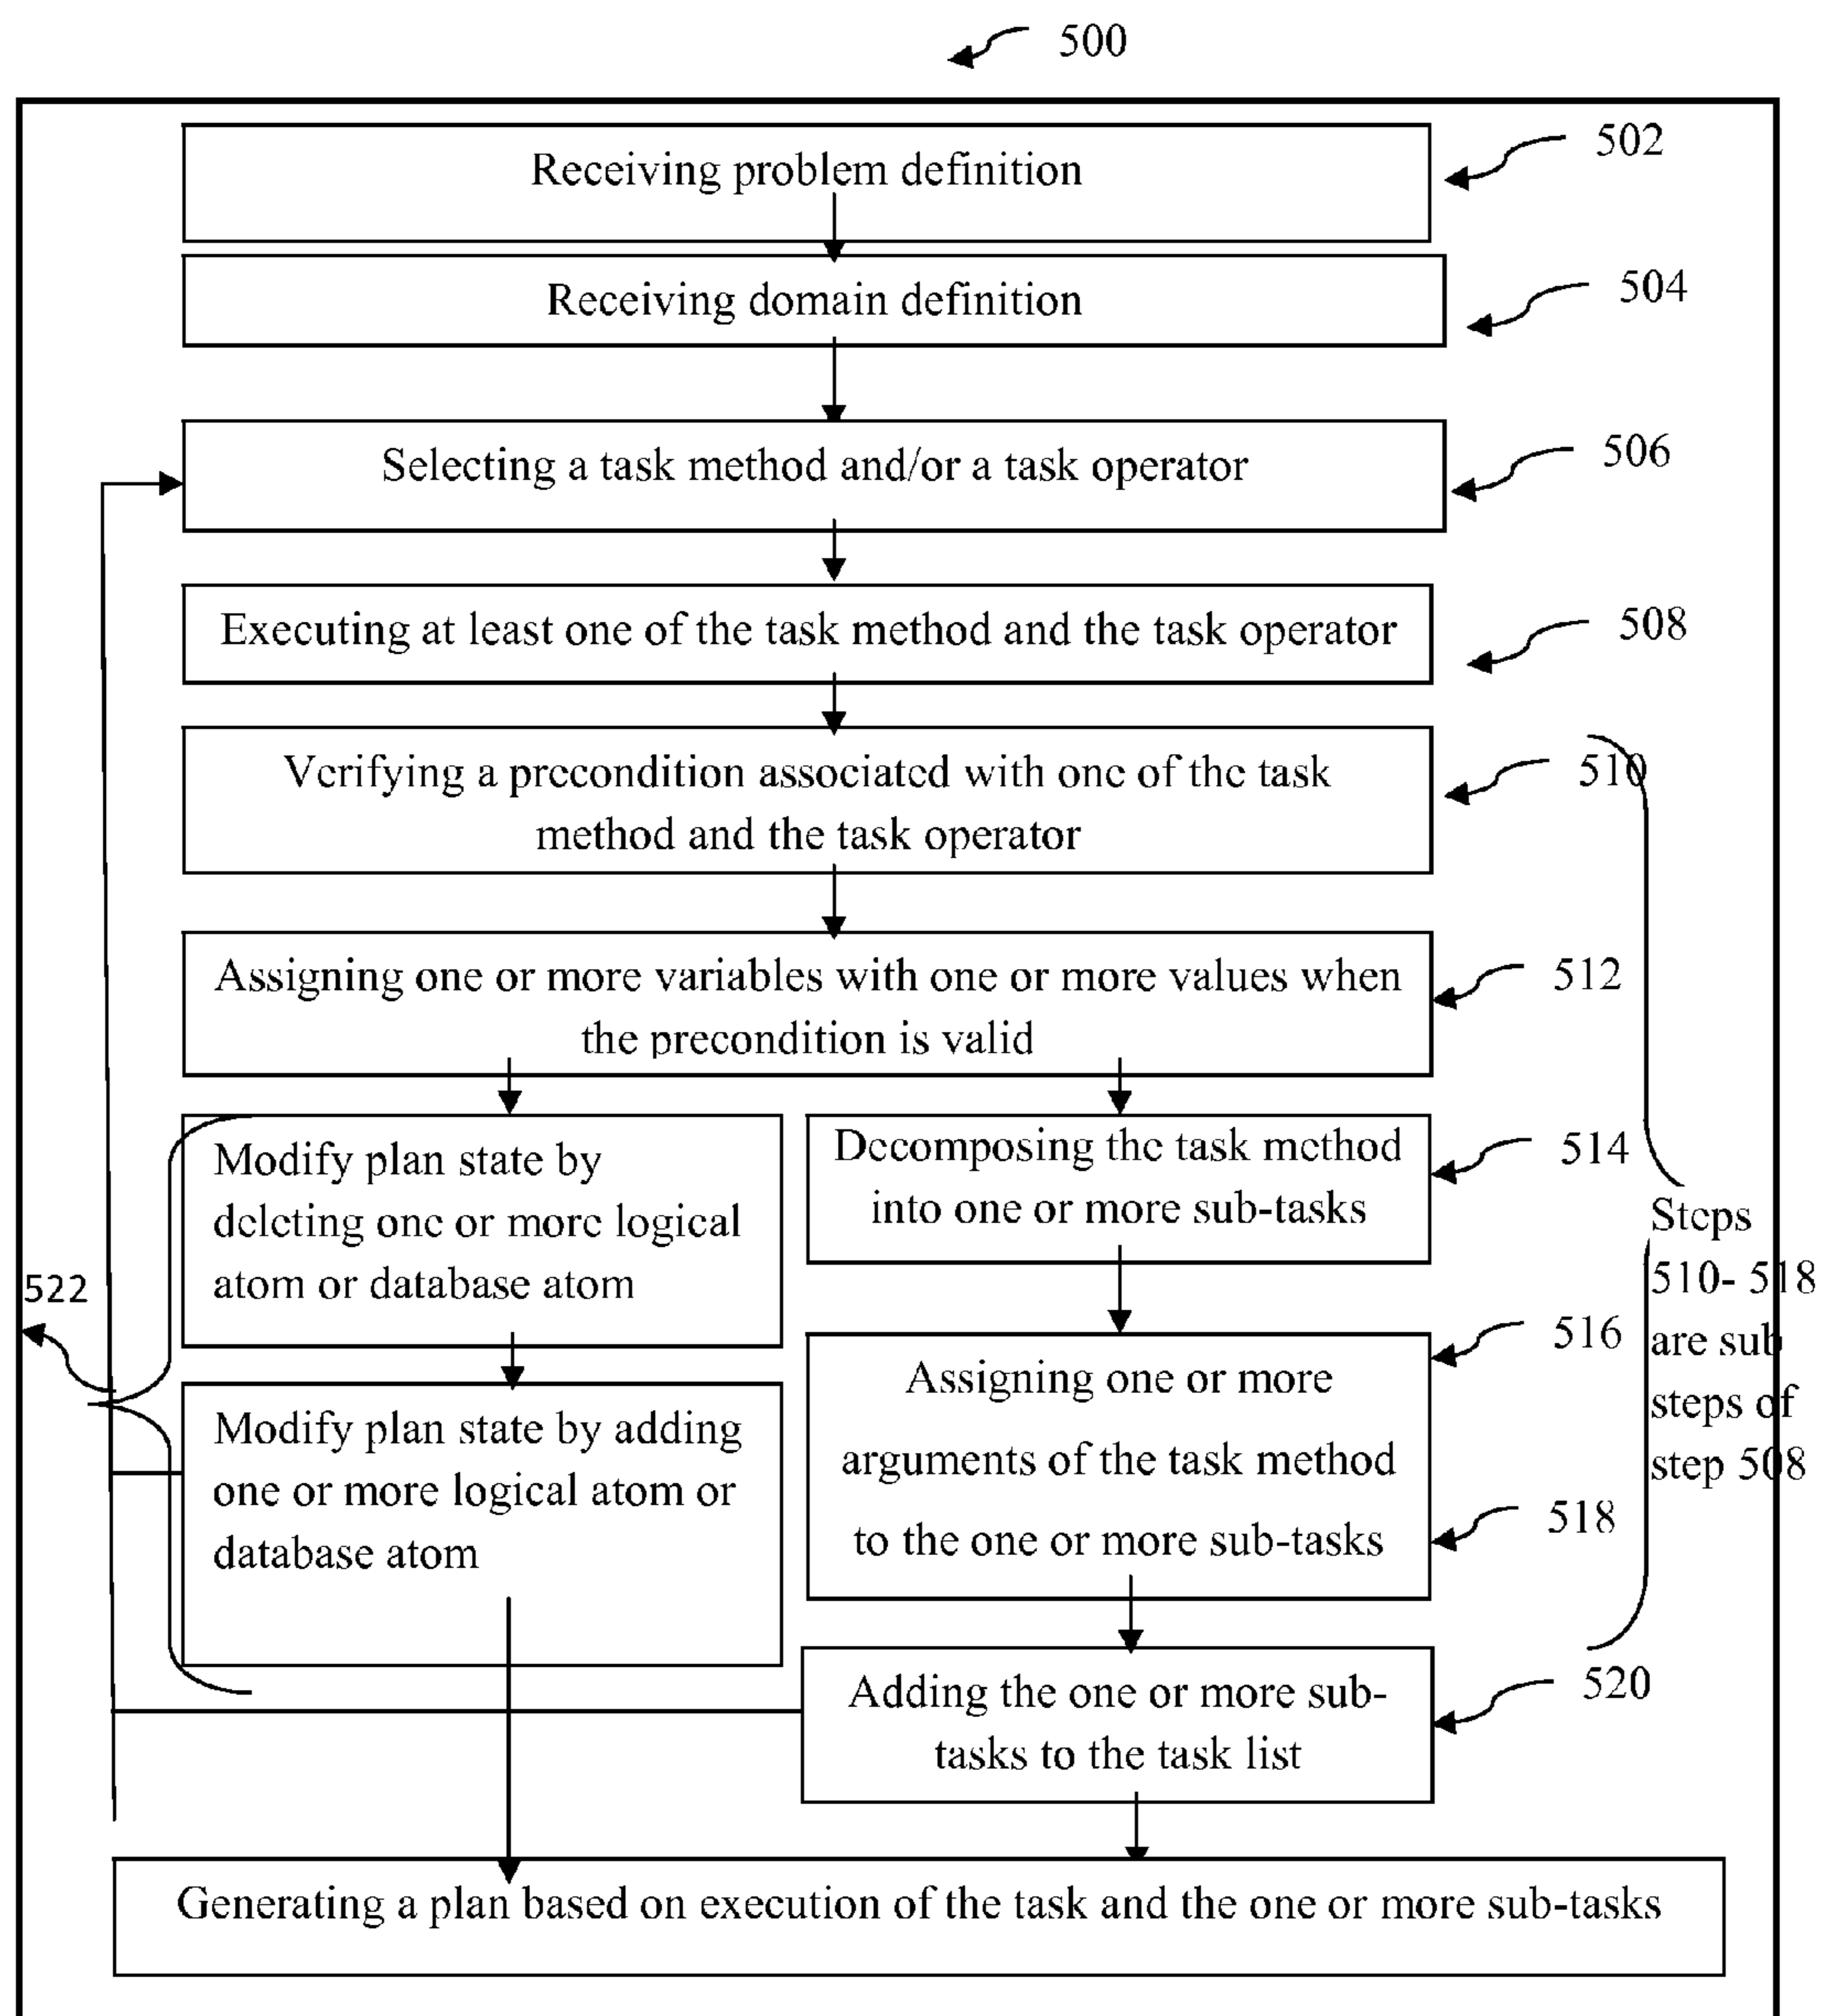 500
Receiving problem definition
502
Receiving domain definition
504
Selecting a task method and/or a task operator
506
Executing at least one of the task method and the task operator
508
Verifying a precondition associated with one of the task
method and the task operator
510
Assigning one or more variables with one or more values when
the precondition is valid
512
Modify plan state by
deleting one or more logical
atom or database atom
Decomposing the task method
into one or more sub-tasks
514
Steps
510- 518
are sub
steps of
step 508
522
Assigning one or more
arguments of the task method
to the one or more sub-tasks
516
518
Modify plan state by adding
one or more logical atom or
database atom
Adding the one or more sub-
tasks to the task list
520
Generating a plan based on execution of the task and the one or more sub-tasks